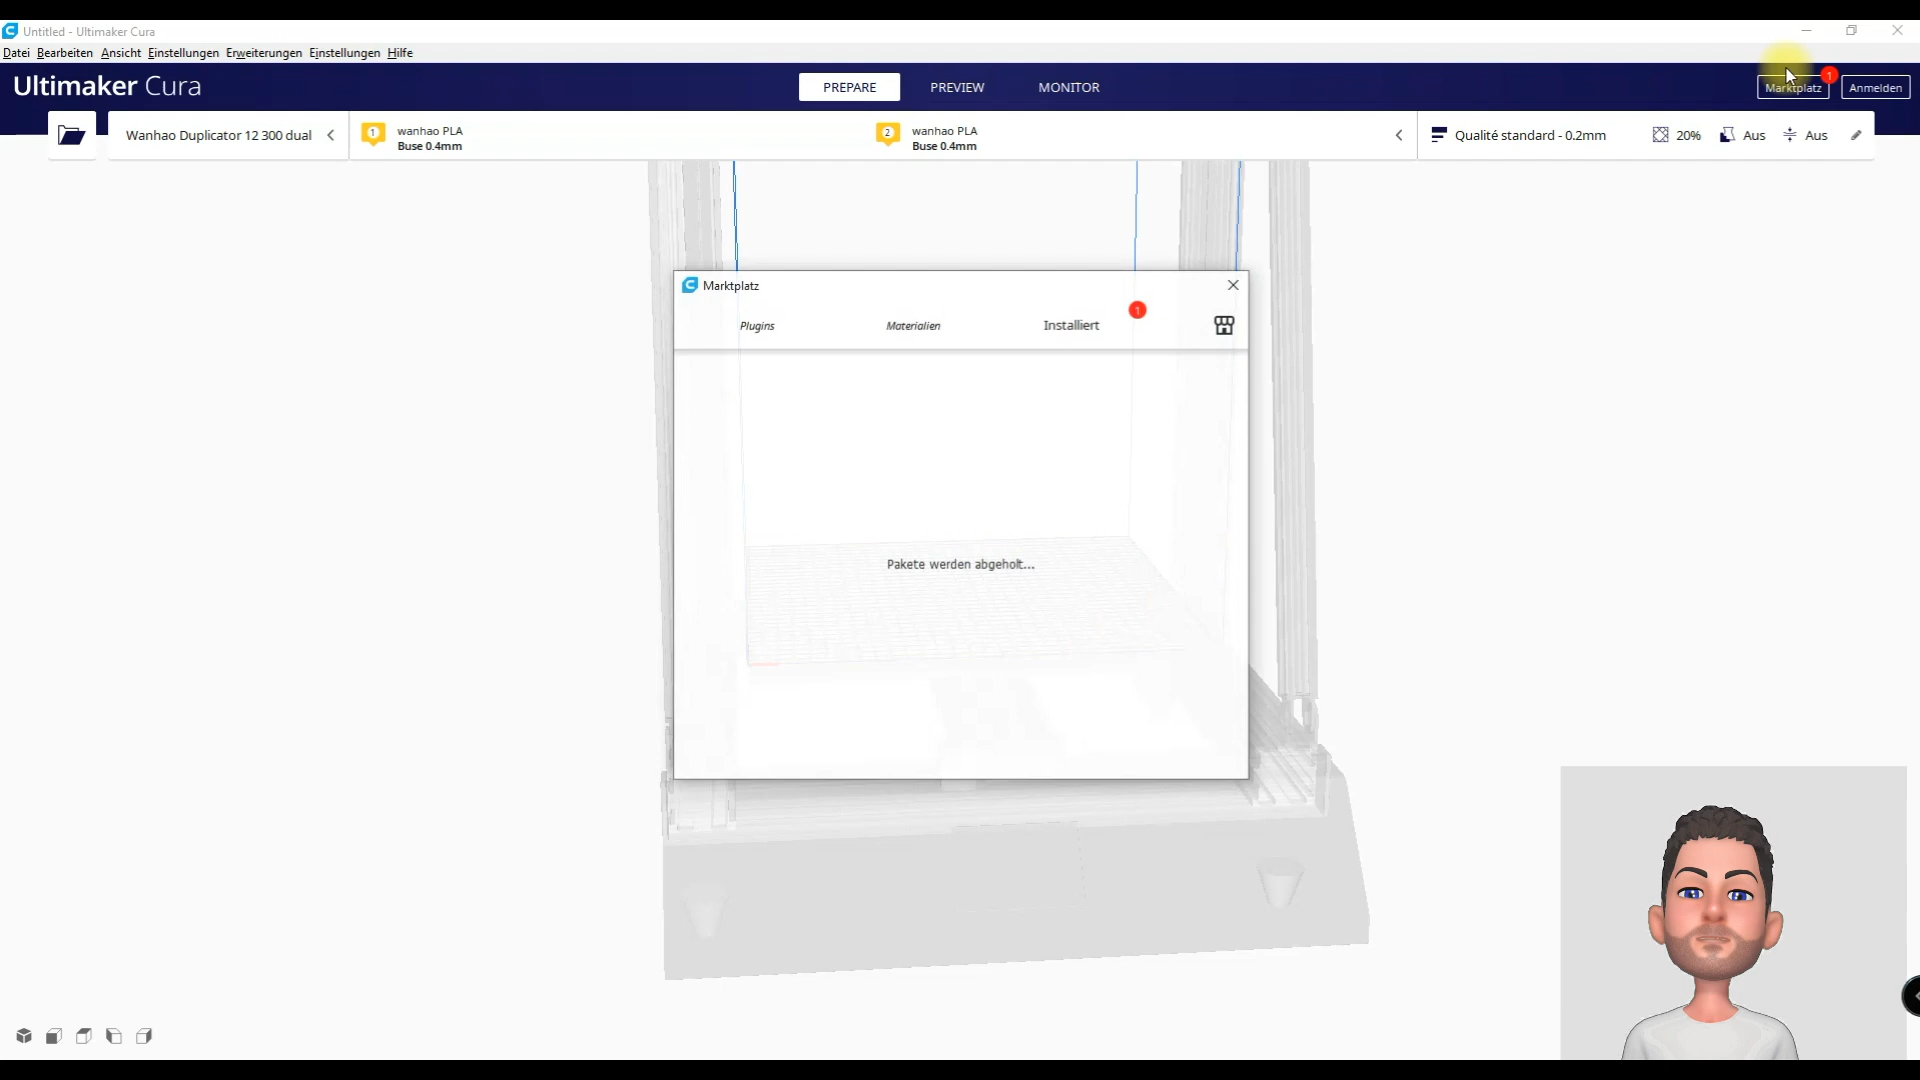 Untitled - Ultimaker Cura
Datei Bearbeiten Ansicht Einstellungen Erweiterungen Einstellungen Hilfe
Ultimaker Cura
PREPARE
PREVIEW
MONITOR
1
Marktplatz
Anmelden
Wanhao Duplicator 12 300 dual
1
wanhao PLA
Buse 0.4mm
2
wanhao PLA
Buse 0.4mm
Qualité standard - 0.2mm
20%
Aus
Aus
Marktplatz
Plugins
Materialien
Installiert
1
Pakete werden abgeholt...